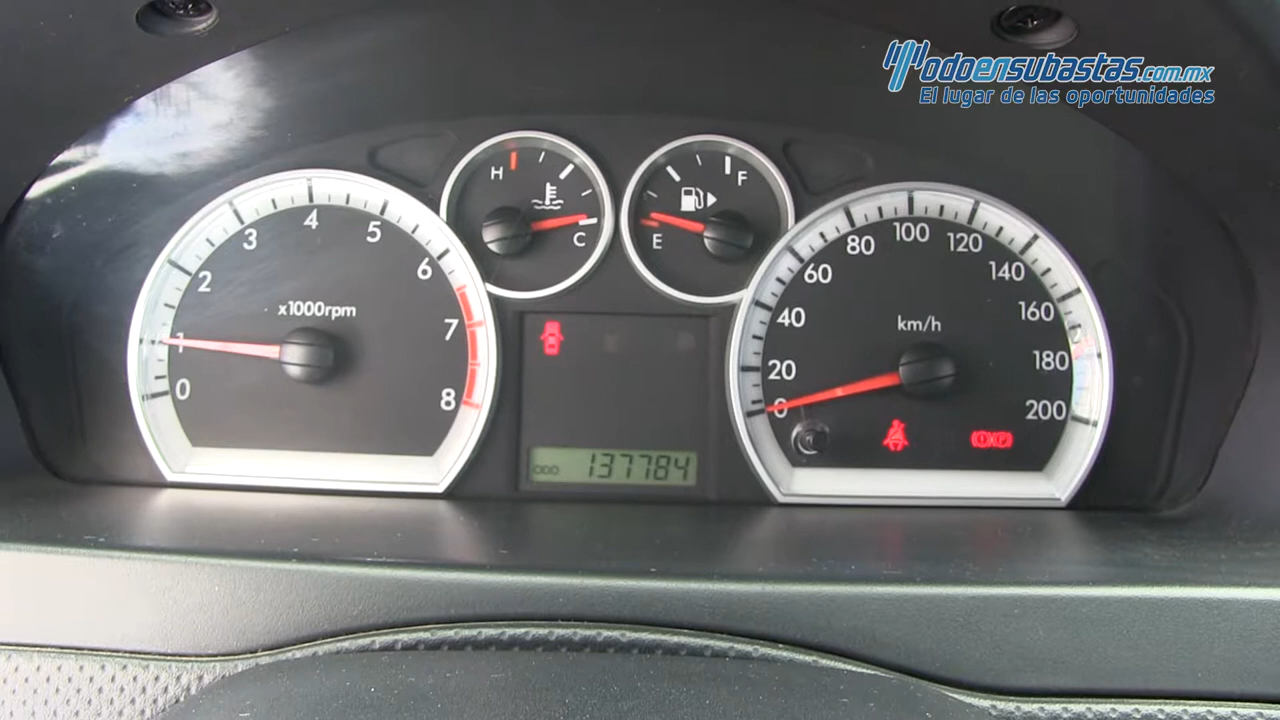 Todoensubastas.com.mx
El lugar de las oportunidades
H
C
F
E
0
1
2
3
4
5
6
7
8
x1000rpm
0
20
40
60
80
100
120
140
160
180
200
km/h
ODO 137784